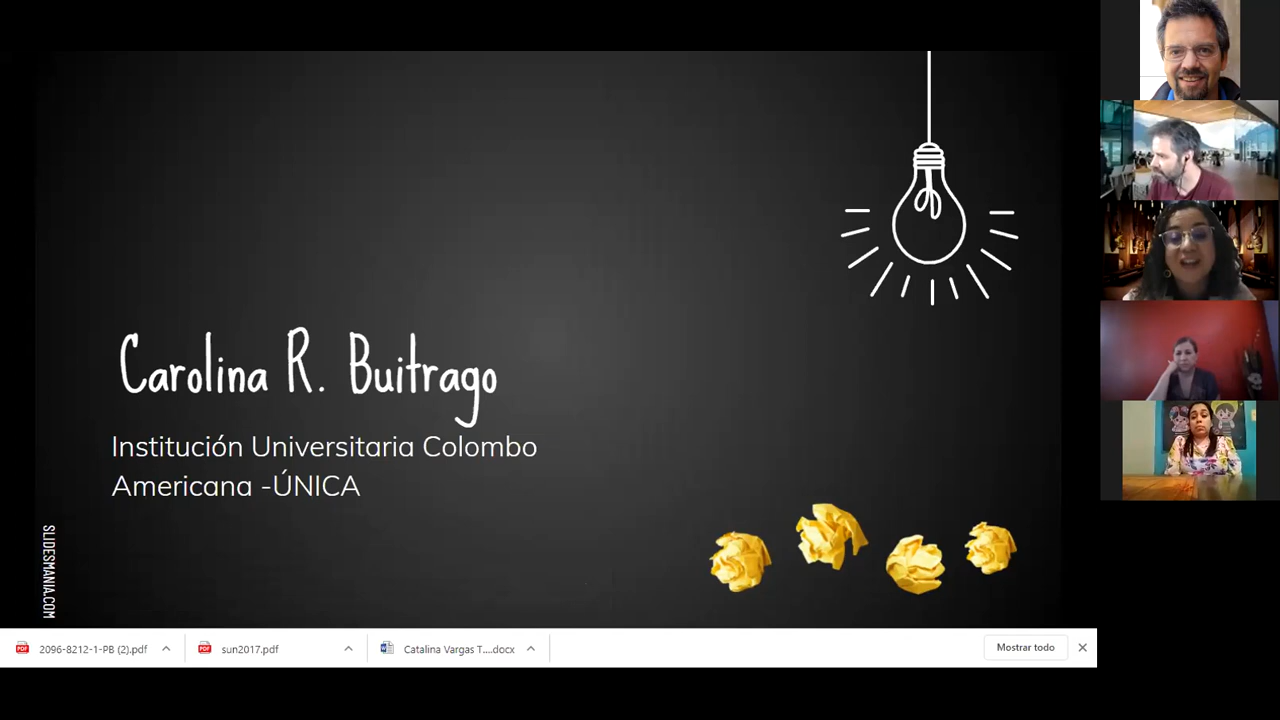 Carolina R. Buitrago
Institución Universitaria Colombo
Americana -ÚNICA
SLIDESMANIA.COM
2096-8212-1-PB (2).pdf
sun2017.pdf
Catalina Vargas T....docx
Mostrar todo